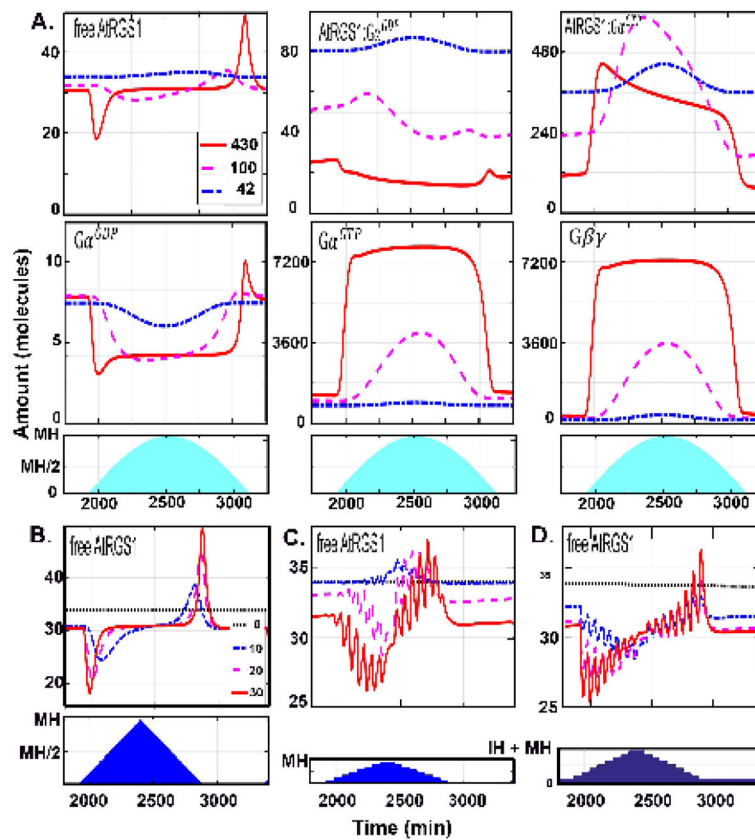 A.
free AtRGS1
AtRGS1:Gα^GDP
AtRGS1:Gα^GTP
40
20
0
430
100
42
80
40
0
480
240
0
Gα^GDP
Gα^GTP
Gβγ
10
5
0
7200
3600
0
7200
3600
0
Amount (molecules)
MH
MH/2
0
2000 2500 3000
2000 2500 3000
2000 2500 3000
B.
free AtRGS1
C.
free AtRGS1
D.
free AtRGS1
40
30
20
0
10
20
30
35
30
25
35
30
25
MH
MH/2
MH
IH + MH
0
2000 2500 3000
2000 2500 3000
2000 3000
Time (min)